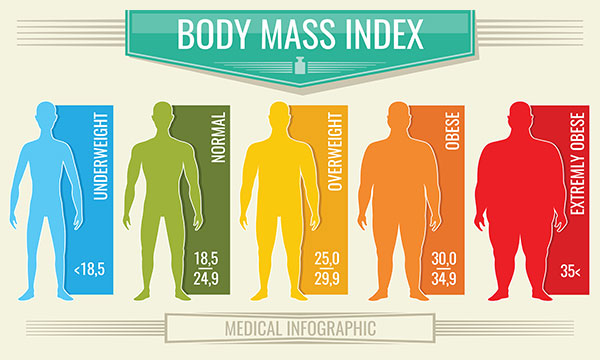 BODY MASS INDEX
UNDERWEIGHT
<18,5
NORMAL
18,5
24,9
OVERWEIGHT
25,0
29,9
OBESE
30,0
34,9
EXTREMLY OBESE
35<
MEDICAL INFOGRAPHIC